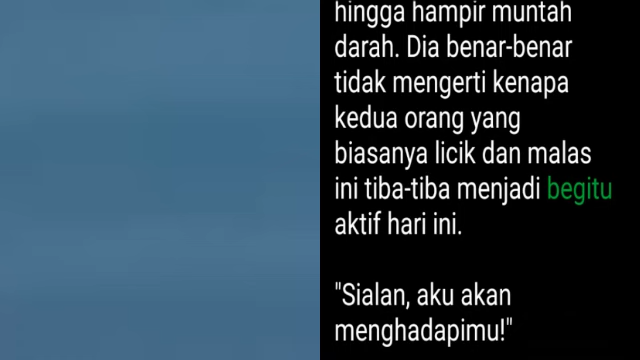 hingga hampir muntah
darah. Dia benar-benar
tidak mengerti kenapa
kedua orang yang
biasanya licik dan malas
ini tiba-tiba menjadi begitu
aktif hari ini.
"Sialan, aku akan
menghadapimu!"